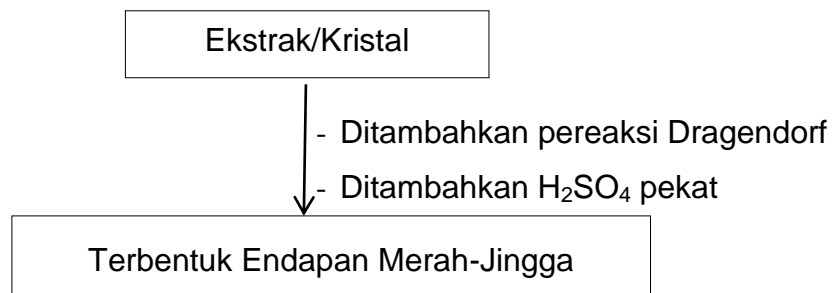 Ekstrak/Kristal
- Ditambahkan pereaksi Dragendorf
- Ditambahkan H₂SO₄ pekat
Terbentuk Endapan Merah-Jingga